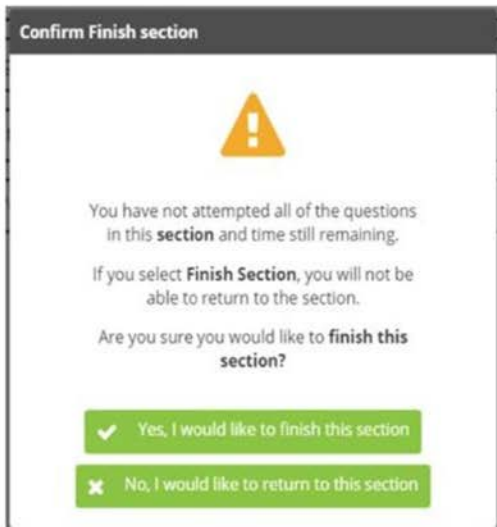 Confirm Finish section
You have not attempted all of the questions
in this section and time still remaining.
If you select Finish Section, you will not be
able to return to the section.
Are you sure you would like to finish this
section?
Yes, I would like to finish this section
No, I would like to return to this section